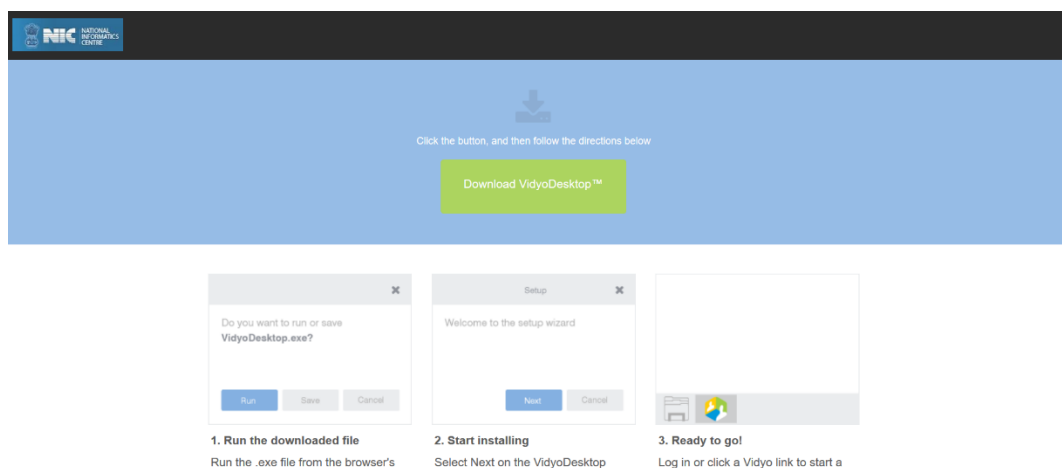 NIC NATIONAL
INFORMATICS
CENTRE
Click the button, and then follow the directions below
Download VidyoDesktop™
Do you want to run or save
VidyoDesktop.exe?
Run Save Cancel
Setup
Welcome to the setup wizard
Next Cancel
1. Run the downloaded file
Run the .exe file from the browser's
2. Start installing
Select Next on the VidyoDesktop
3. Ready to go!
Log in or click a Vidyo link to start a